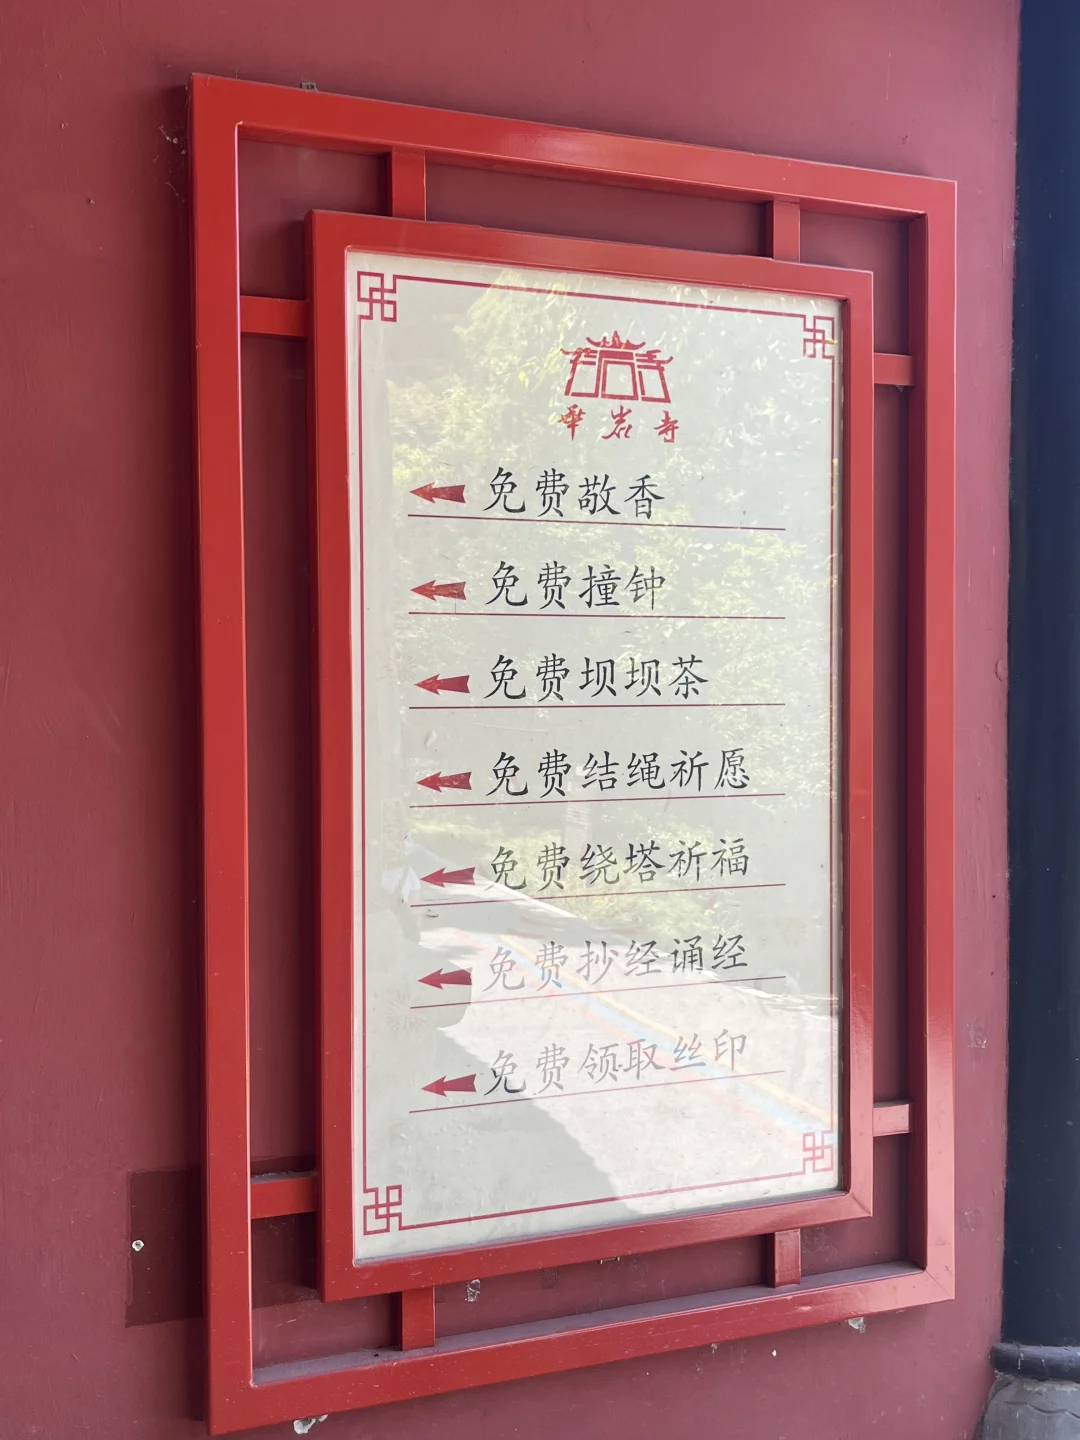 华岩寺
免费敬香
免费撞钟
免费坝坝茶
免费结绳祈愿
免费绕塔祈福
免费抄经诵经
免费领取丝印